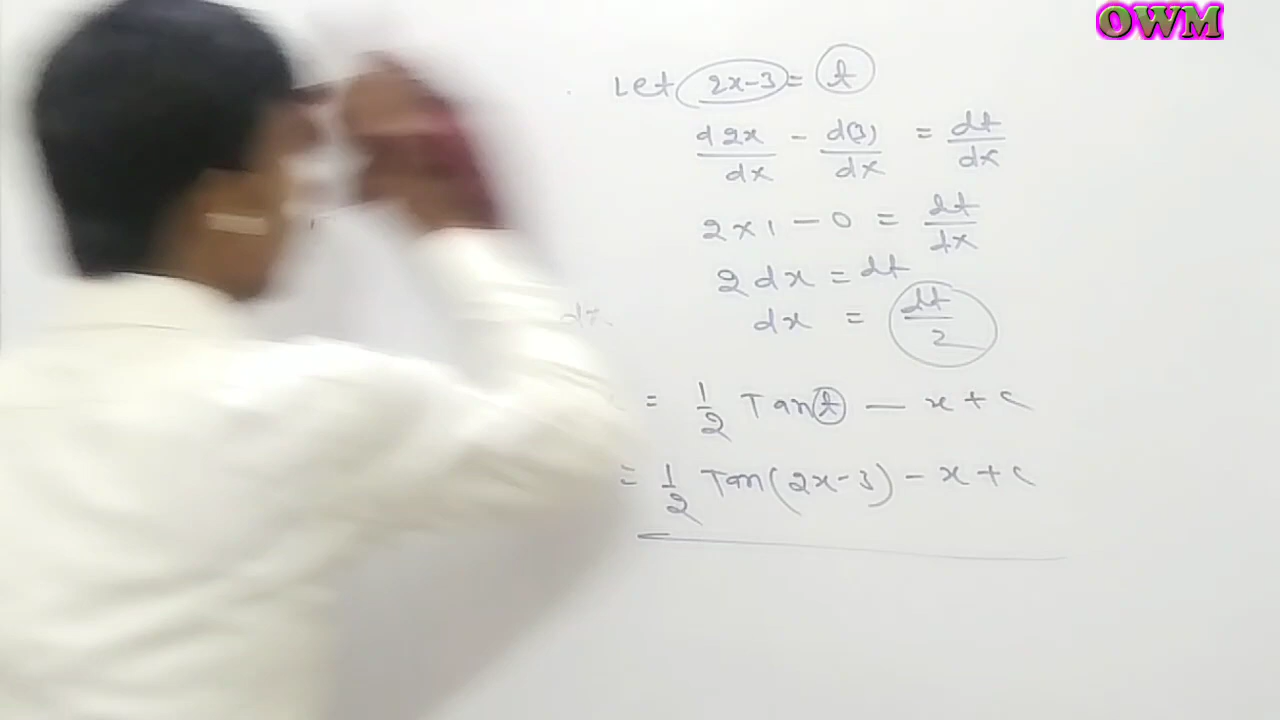 OWM
Let 2x-3 = t
d2x/dx - d(3)/dx = dt/dx
2x1 - 0 = dt/dx
2dx = dt
dx = dt/2
dx
= 1/2 Tan t - x + c
= 1/2 Tan(2x-3) - x + c